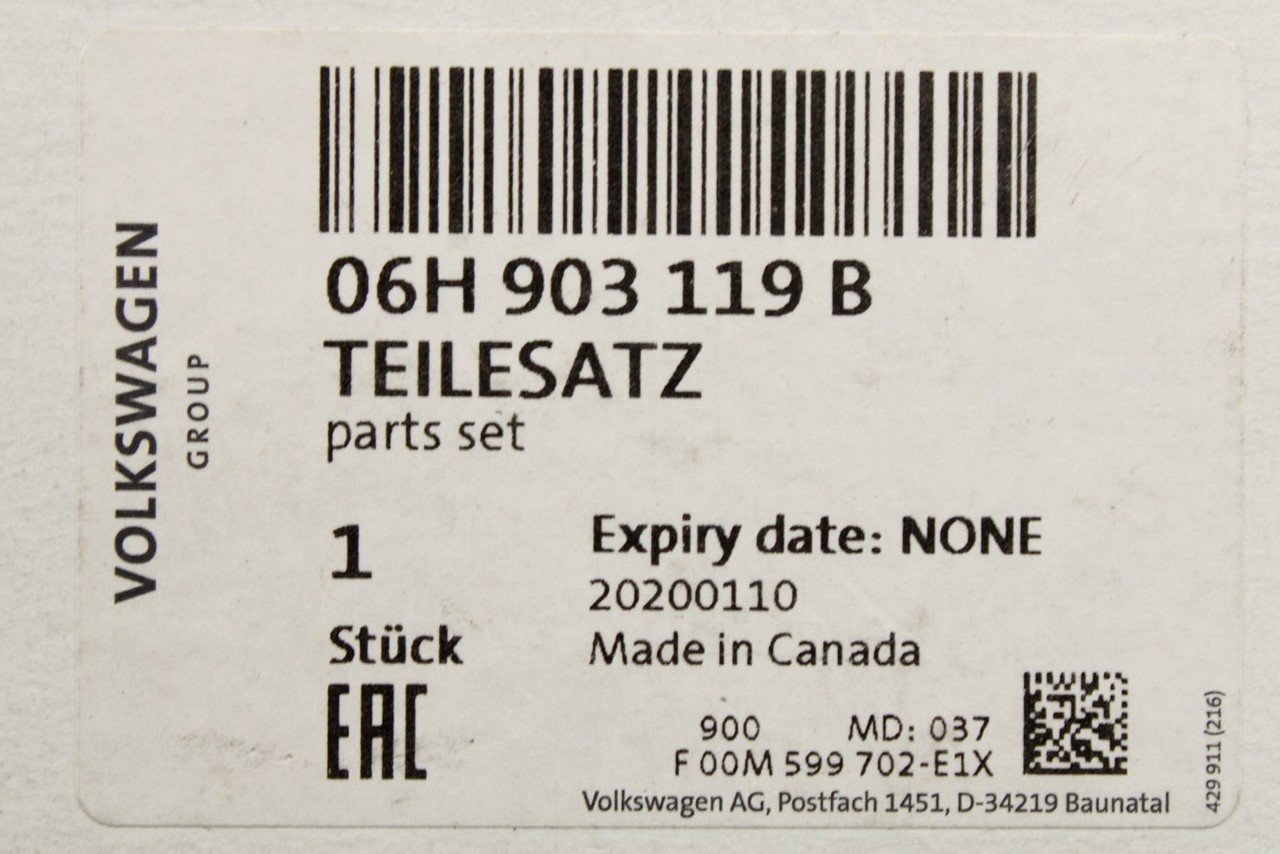 VOLKSWAGEN
GROUP
06H 903 119 B
TEILESATZ
parts set
1
Stück
EAC
Expiry date: NONE
20200110
Made in Canada
900 MD: 037
F 00M 599 702-E1X
Volkswagen AG, Postfach 1451, D-34219 Baunatal
429 911 (216)